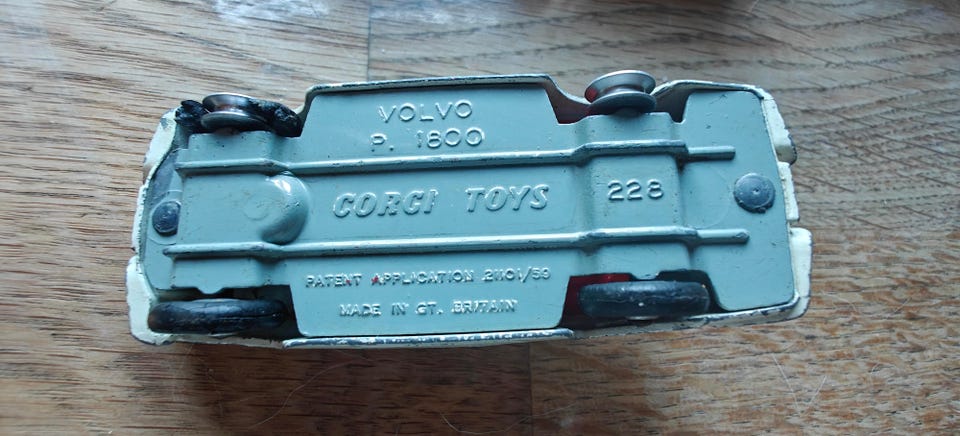 VOLVO
P. 1800
CORGI TOYS 228
PATENT APPLICATION 21101/59
MADE IN GT. BRITAIN